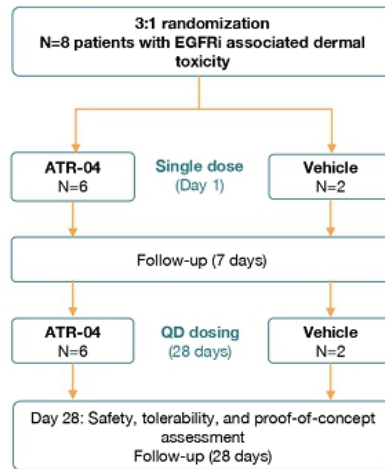 3:1 randomization
N=8 patients with EGFRi associated dermal
toxicity
ATR-04
N=6
Single dose
(Day 1)
Vehicle
N=2
Follow-up (7 days)
ATR-04
N=6
QD dosing
(28 days)
Vehicle
N=2
Day 28: Safety, tolerability, and proof-of-concept
assessment
Follow-up (28 days)